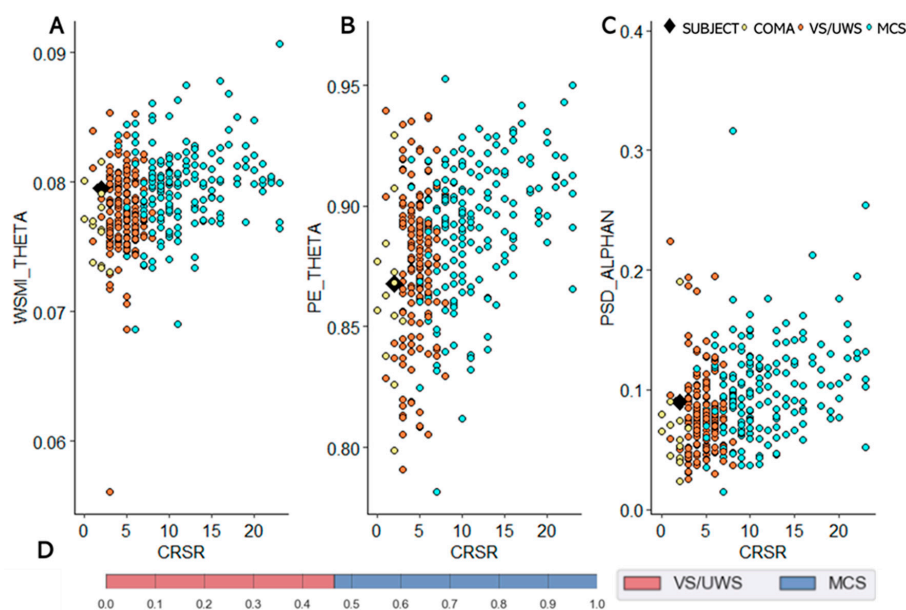 A
B
C
SUBJECT COMA VS/UWS MCS
WSMI_THETA
0.09
0.08
0.07
0.06
0 5 10 15 20
CRSR
PE_THETA
0.95
0.90
0.85
0.80
0 5 10 15 20
CRSR
PSD_ALPHAN
0.4
0.3
0.2
0.1
0.0
0 5 10 15 20
CRSR
D
0.0 0.1 0.2 0.3 0.4 0.5 0.6 0.7 0.8 0.9 1.0
VS/UWS MCS